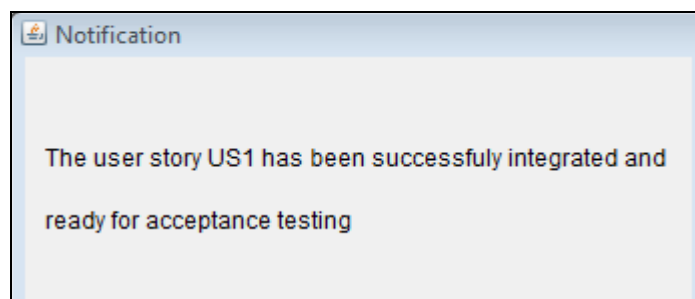 Notification
The user story US1 has been successfuly integrated and
ready for acceptance testing